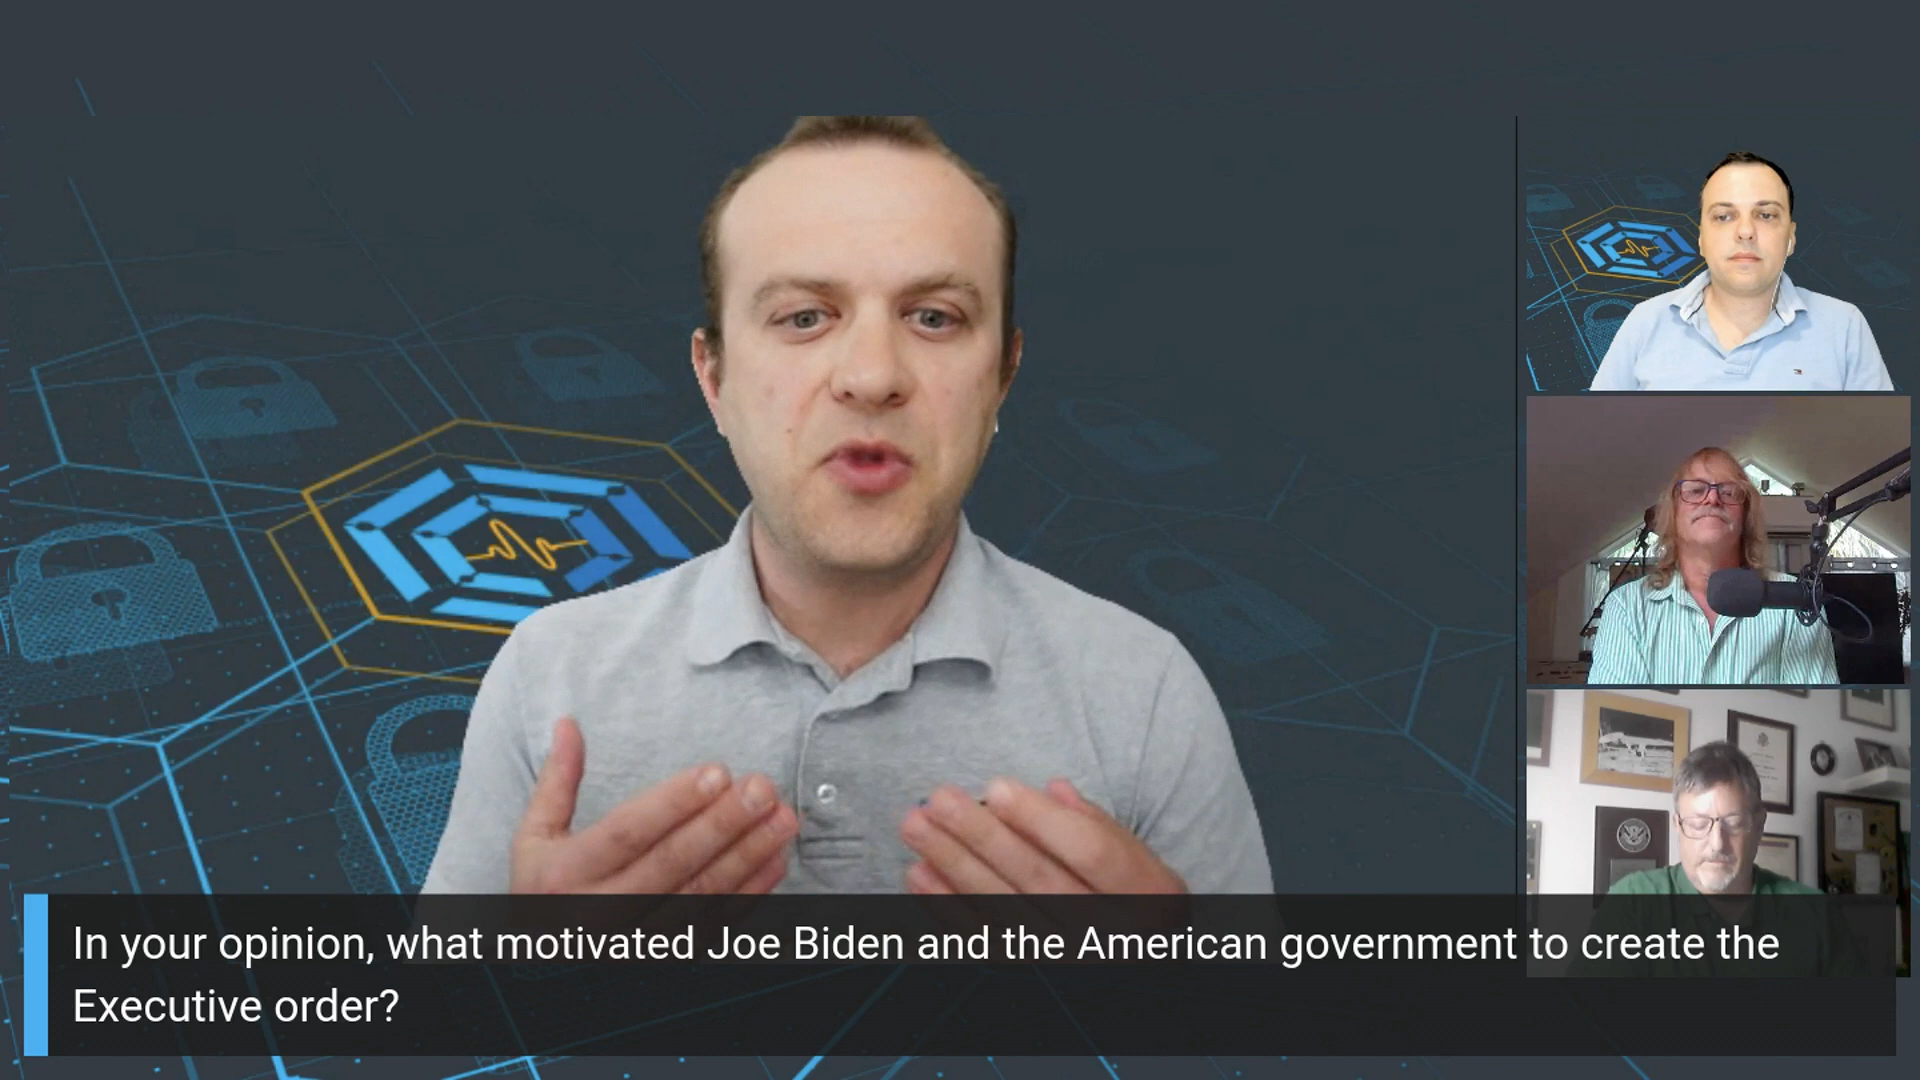 In your opinion, what motivated Joe Biden and the American government to create the
Executive order?